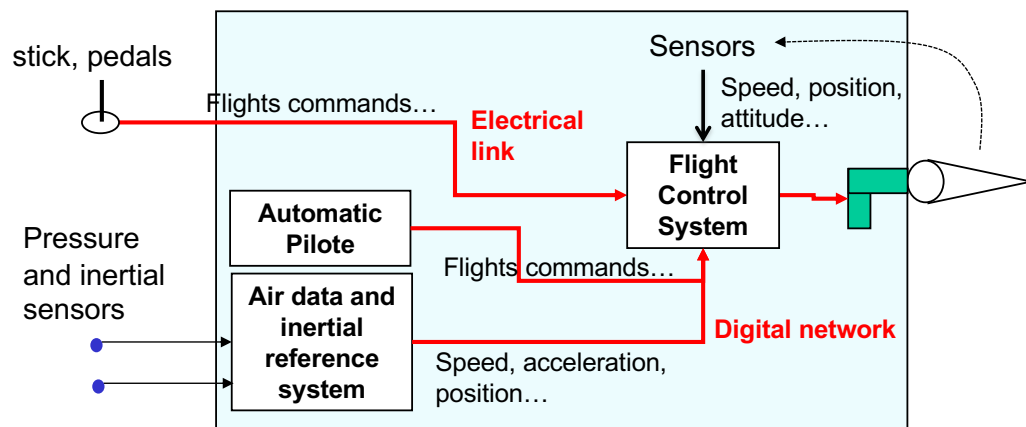 stick, pedals
Flights commands…
Electrical
link
Sensors
Speed, position,
attitude…
Flight
Control
System
Automatic
Pilote
Flights commands…
Pressure
and inertial
sensors
Air data and
inertial
reference
system
Digital network
Speed, acceleration,
position…